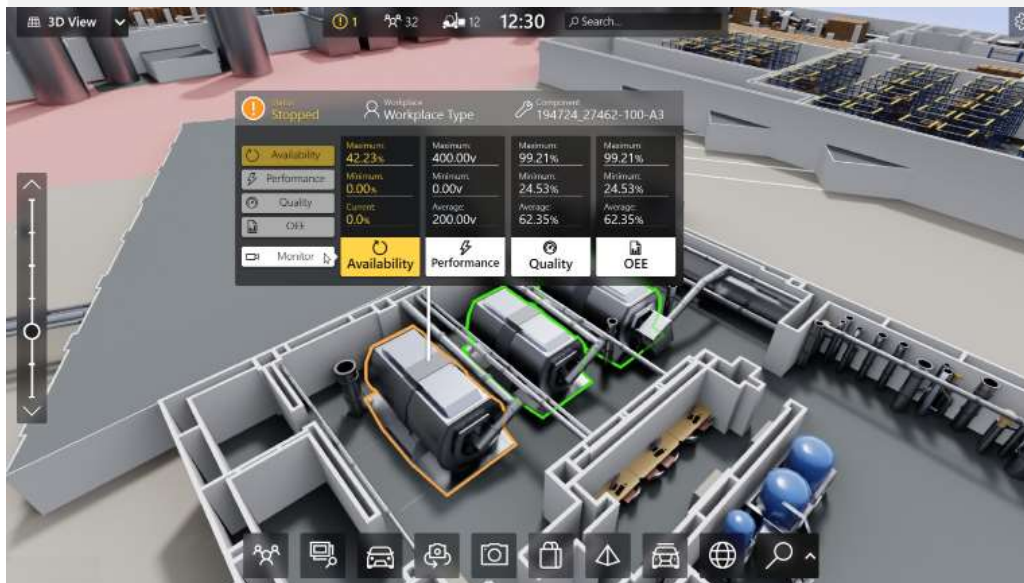 3D View
1
32
12
12:30
Search...
Status
Stopped
Workplace
Workplace Type
Component
194724_27462-100-A3
Availability
Performance
Quality
OEE
Monitor
Maximum:
42.23%
Minimum:
0.00%
Current:
0.0%
Availability
Maximum:
400.00v
Minimum:
0.00v
Average:
200.00v
Performance
Maximum:
99.21%
Minimum:
24.53%
Average:
62.35%
Quality
Maximum:
99.21%
Minimum:
24.53%
Average:
62.35%
OEE